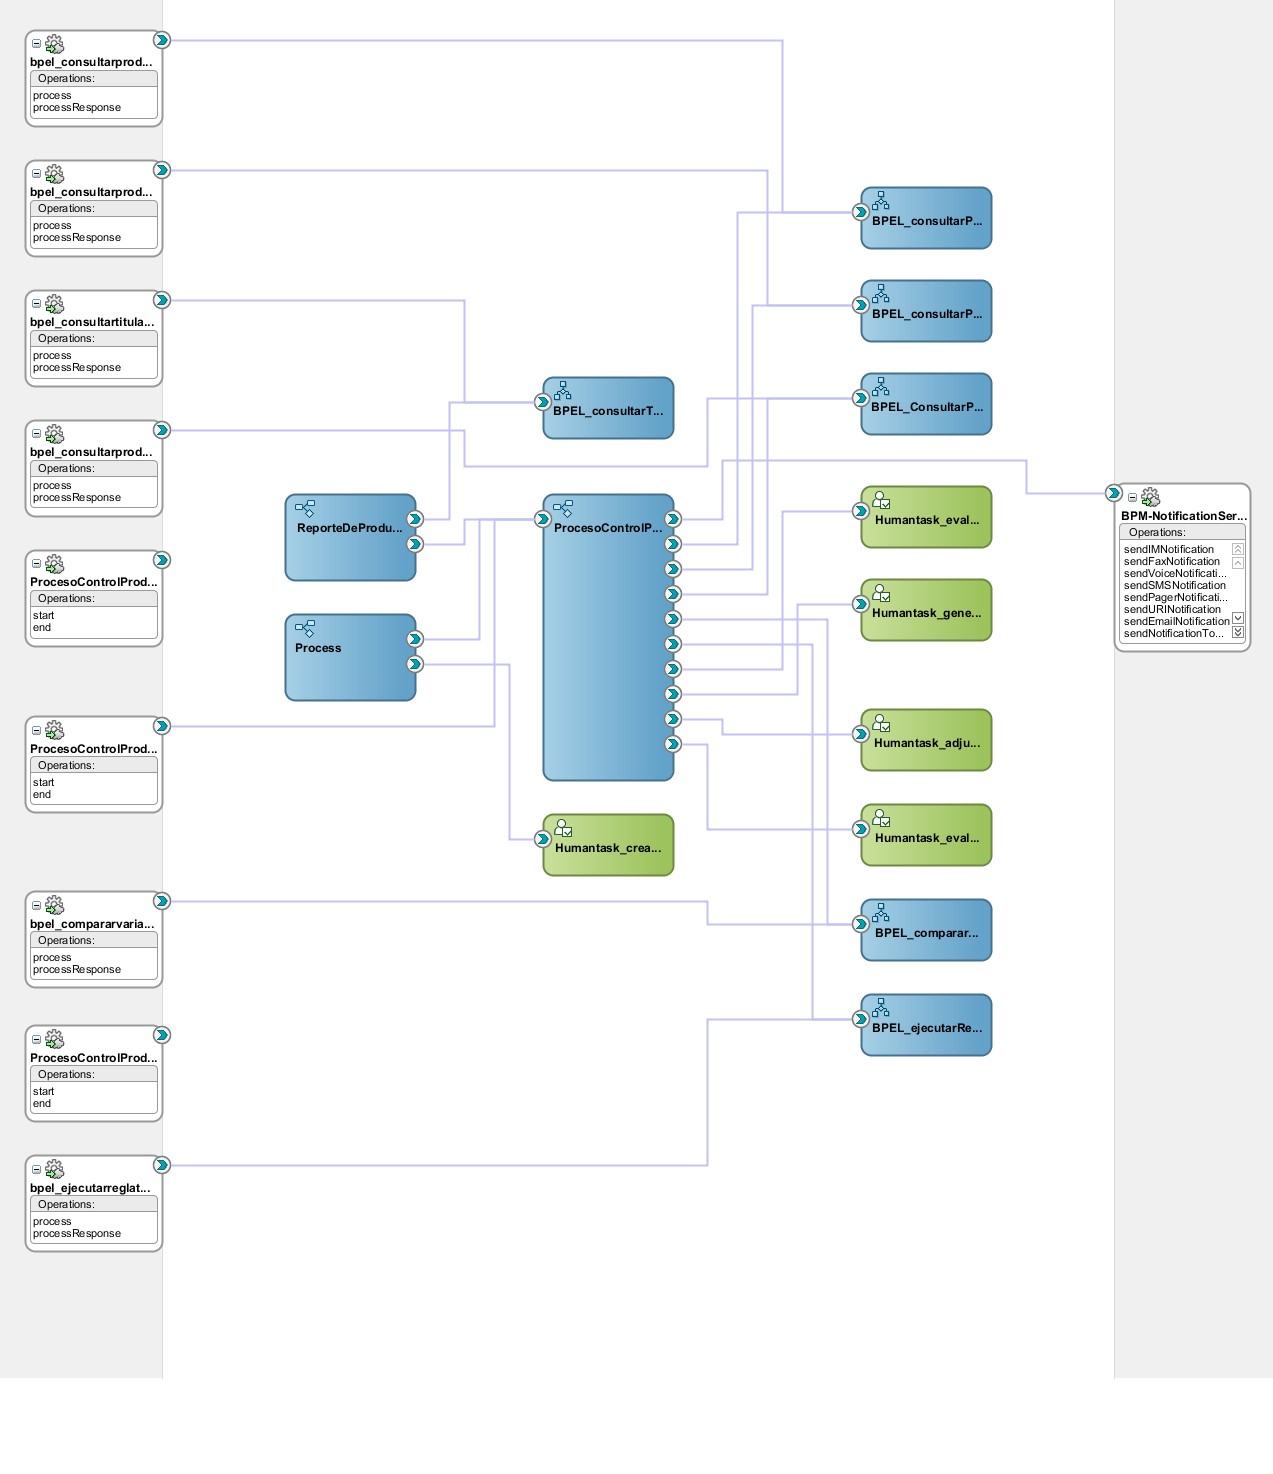 bpel_consultarprod...
Operations:
process
processResponse
bpel_consultarprod...
Operations:
process
processResponse
bpel_consultartitula...
Operations:
process
processResponse
bpel_consultarprod...
Operations:
process
processResponse
ProcesoControlProd...
Operations:
start
end
ProcesoControlProd...
Operations:
start
end
bpel_compararvaria...
Operations:
process
processResponse
ProcesoControlProd...
Operations:
start
end
bpel_ejecutarreglat...
Operations:
process
processResponse
ReporteDeProdu...
Process
BPEL_consultarT...
ProcesoControlP...
Humantask_crea...
BPEL_consultarP...
BPEL_consultarP...
BPEL_ConsultarP...
Humantask_eval...
Humantask_gene...
Humantask_adju...
Humantask_eval...
BPEL_comparar...
BPEL_ejecutarRe...
BPM-NotificationSer...
Operations:
sendIMNotification
sendFaxNotification
sendVoiceNotificati...
sendSMSNotification
sendPagerNotificati...
sendURINotification
sendEmailNotification
sendNotificationTo...